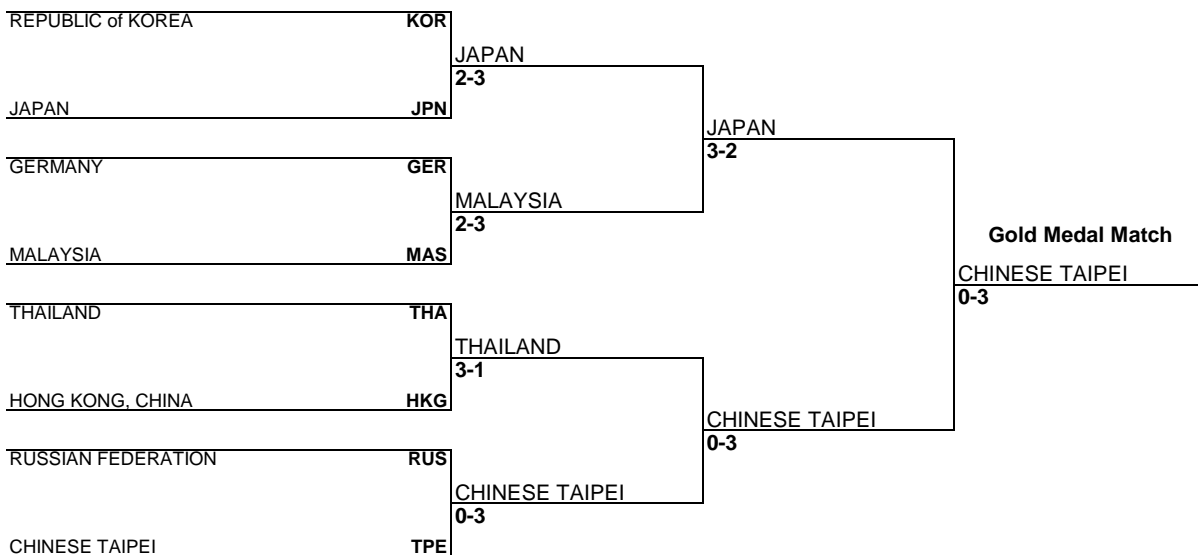 REPUBLIC of KOREA KOR
JAPAN
2-3
JAPAN JPN
JAPAN
3-2
GERMANY GER
MALAYSIA
2-3
MALAYSIA MAS
Gold Medal Match
CHINESE TAIPEI
0-3
THAILAND THA
THAILAND
3-1
HONG KONG, CHINA HKG
CHINESE TAIPEI
0-3
RUSSIAN FEDERATION RUS
CHINESE TAIPEI
0-3
CHINESE TAIPEI TPE